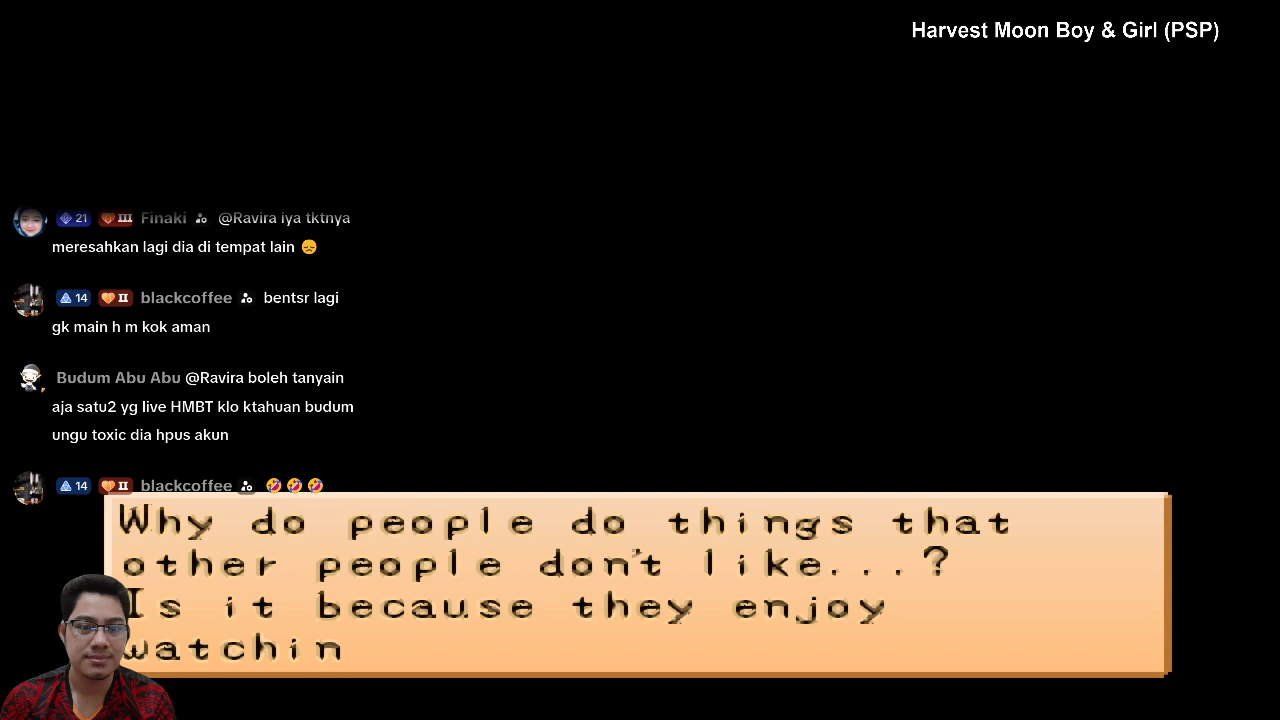 Harvest Moon Boy & Girl (PSP)
21 III Finaki @Ravira iya tktnya
meresahkan lagi dia di tempat lain
14 II blackcoffee bentsr lagi
gk main h m kok aman
Budum Abu Abu @Ravira boleh tanyain
aja satu2 yg live HMBT klo ktahuan budum
ungu toxic dia hpus akun
14 II blackcoffee
Why do people do things that
other people don't like...?
Is it because they enjoy
watchin